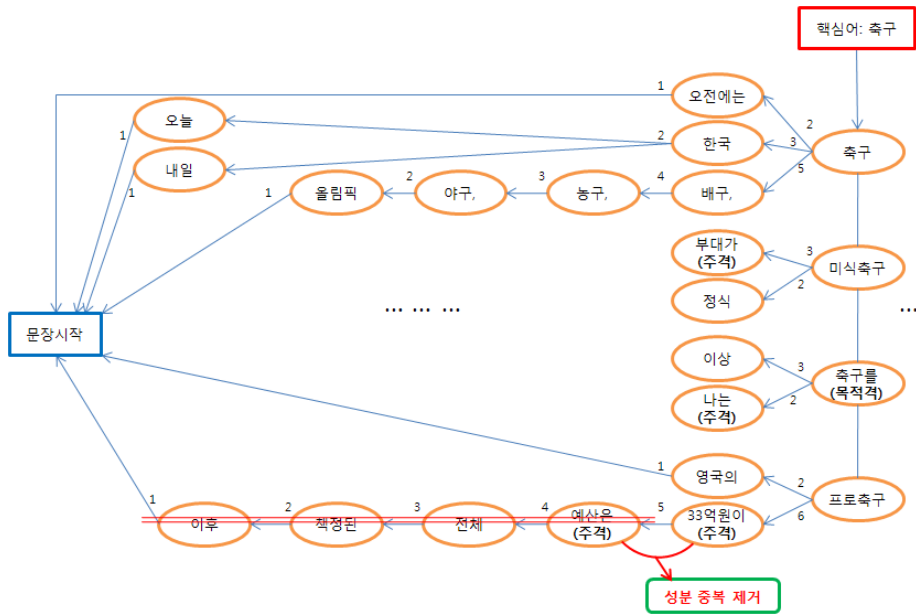 핵심어: 축구
1
오전에는
오늘
1
2
2
한국
3
축구
내일
5
1
1
올림픽
2
야구,
3
농구,
4
배구,
부대가
(주격)
3
미식축구
2
정식
... ... ...
...
문장시작
이상
3
축구를
(목적격)
나는
(주격)
2
1
영국의
2
프로축구
1
이후
2
책정된
3
전체
4
예산은
(주격)
5
33억원이
(주격)
6
성분 중복 제거